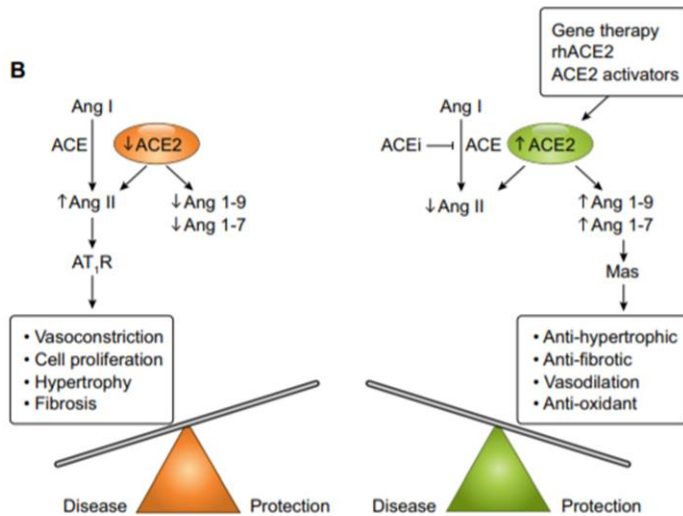 B
Ang I
ACE
↓ACE2
↑Ang II
↓Ang 1-9
↓Ang 1-7
AT₁R
• Vasoconstriction
• Cell proliferation
• Hypertrophy
• Fibrosis
Disease
Protection
Gene therapy
rhACE2
ACE2 activators
Ang I
ACEi
ACE
↑ACE2
↓Ang II
↑Ang 1-9
↑Ang 1-7
Mas
• Anti-hypertrophic
• Anti-fibrotic
• Vasodilation
• Anti-oxidant
Disease
Protection